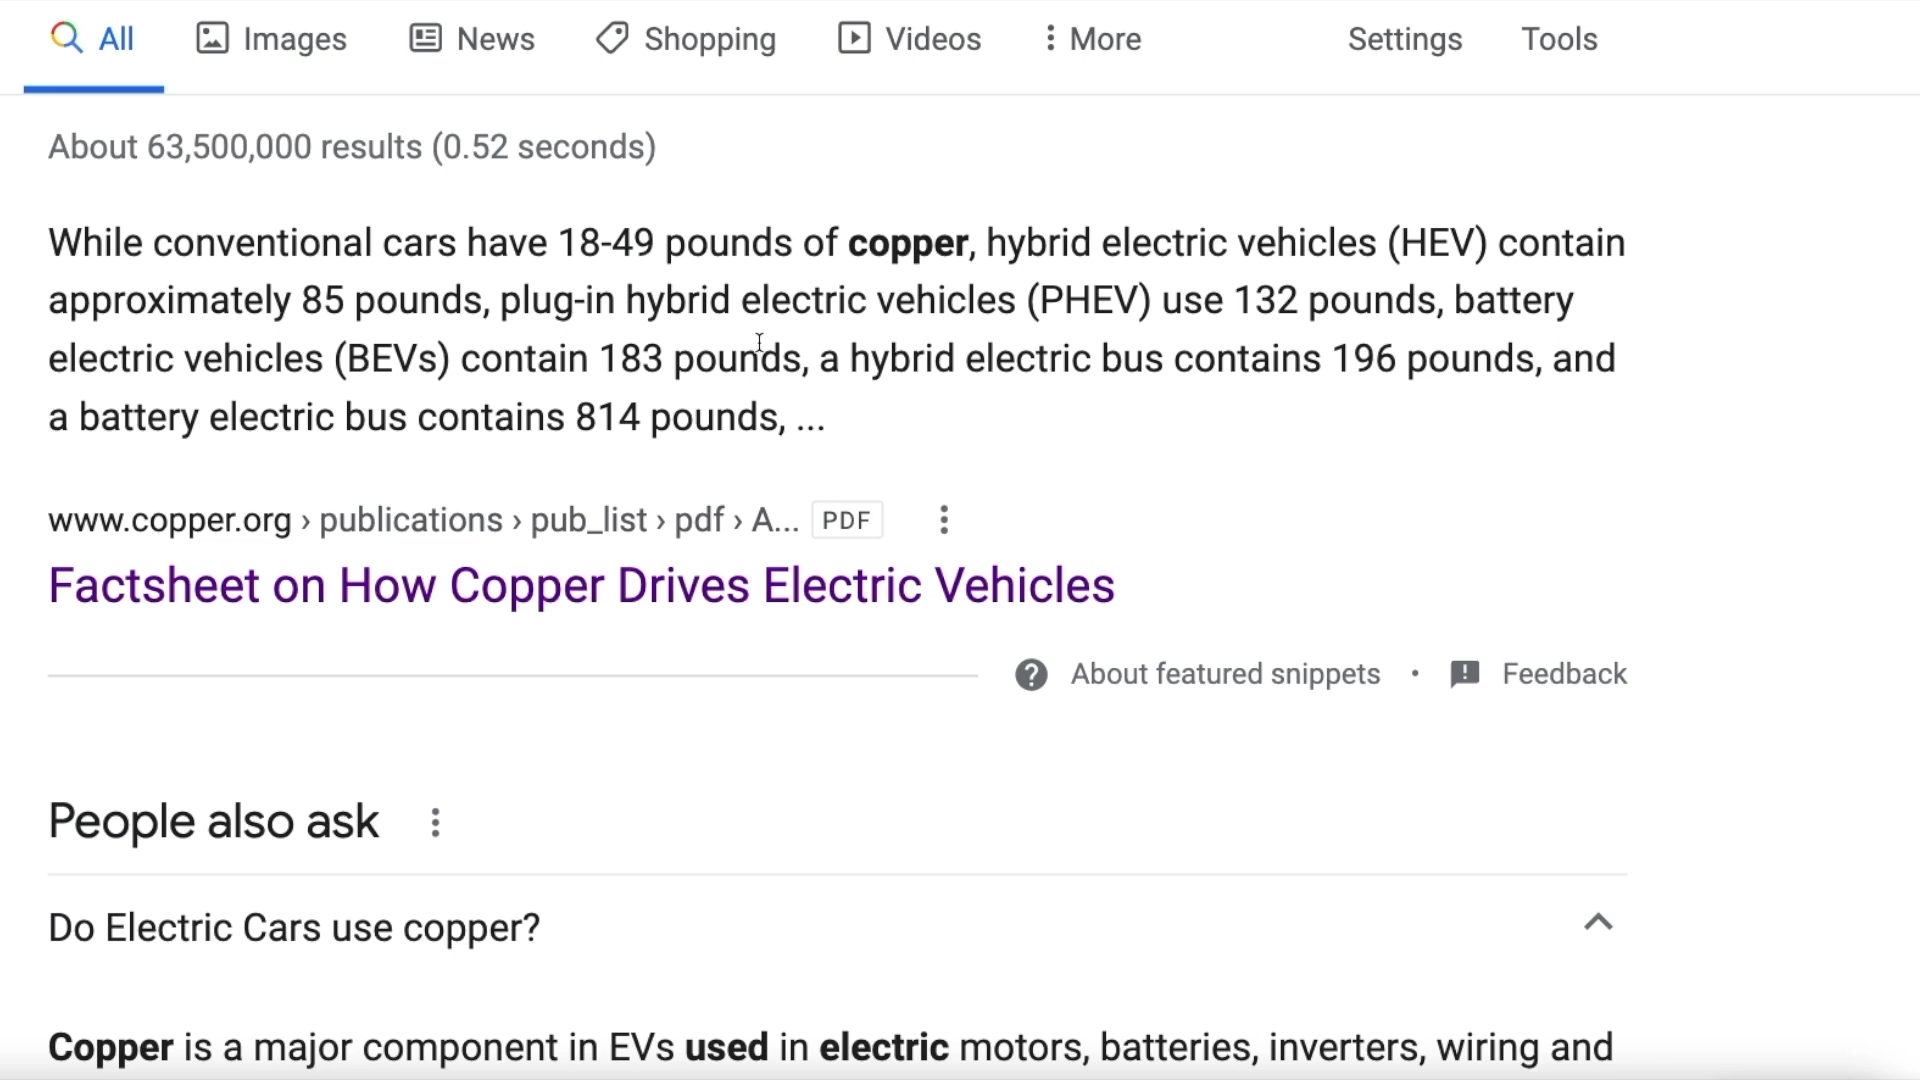 All Images News Shopping Videos More Settings Tools
About 63,500,000 results (0.52 seconds)
While conventional cars have 18-49 pounds of copper, hybrid electric vehicles (HEV) contain
approximately 85 pounds, plug-in hybrid electric vehicles (PHEV) use 132 pounds, battery
electric vehicles (BEVs) contain 183 pounds, a hybrid electric bus contains 196 pounds, and
a battery electric bus contains 814 pounds, ...
www.copper.org › publications › pub_list › pdf › A... PDF
Factsheet on How Copper Drives Electric Vehicles
About featured snippets • Feedback
People also ask
Do Electric Cars use copper?
Copper is a major component in EVs used in electric motors, batteries, inverters, wiring and